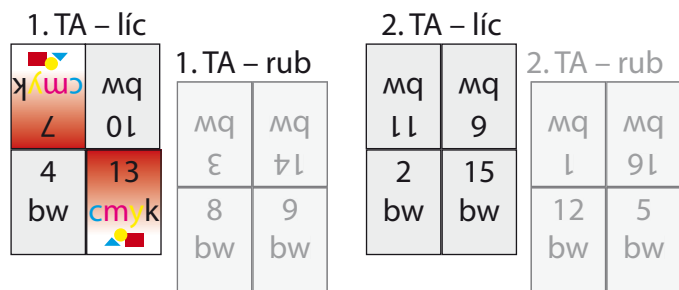 1. TA – líc
cmyk
bw
7
10
4
13
bw
cmyk
1. TA – rub
bw
bw
3
14
8
9
bw
bw
2. TA – líc
bw
bw
11
6
2
15
bw
bw
2. TA – rub
bw
bw
1
16
12
5
bw
bw